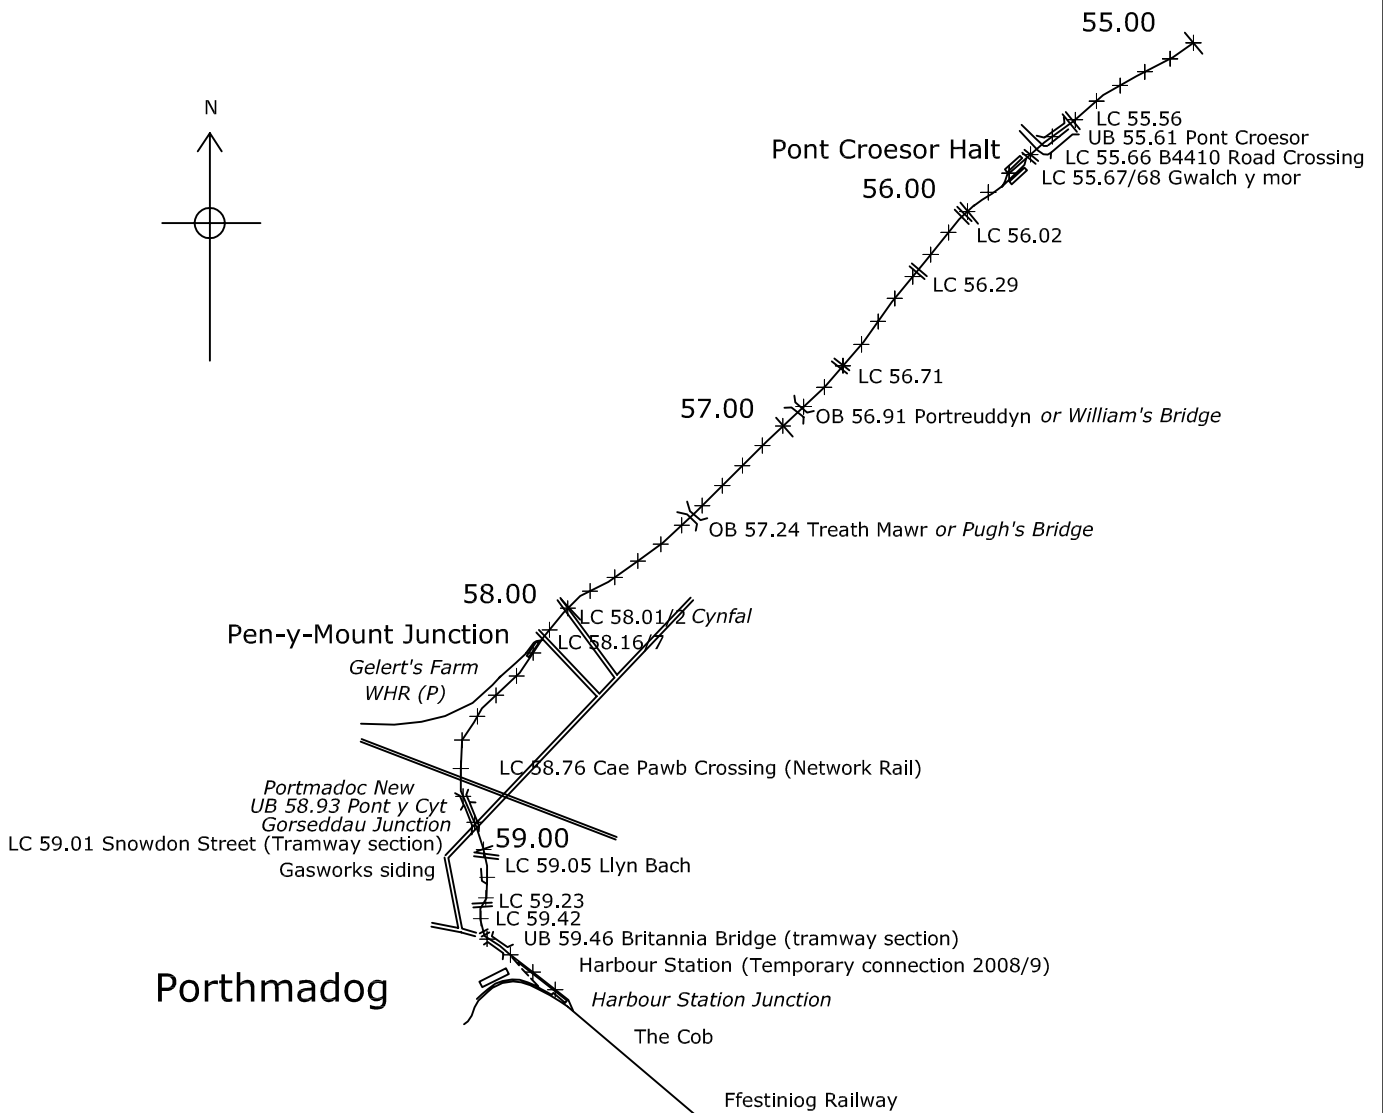 55.00
N
LC 55.56
UB 55.61 Pont Croesor
Pont Croesor Halt
LC 55.66 B4410 Road Crossing
LC 55.67/68 Gwalch y mor
56.00
LC 56.02
LC 56.29
LC 56.71
57.00
OB 56.91 Portreuddyn or William's Bridge
OB 57.24 Treath Mawr or Pugh's Bridge
58.00
LC 58.01/2 Cynfal
Pen-y-Mount Junction
LC 58.16/7
Gelert's Farm
WHR (P)
LC 58.76 Cae Pawb Crossing (Network Rail)
Portmadoc New
UB 58.93 Pont y Cyt
Gorseddau Junction
59.00
LC 59.01 Snowdon Street (Tramway section)
LC 59.05 Llyn Bach
Gasworks siding
LC 59.23
LC 59.42
UB 59.46 Britannia Bridge (tramway section)
Harbour Station (Temporary connection 2008/9)
Porthmadog
Harbour Station Junction
The Cob
Ffestiniog Railway